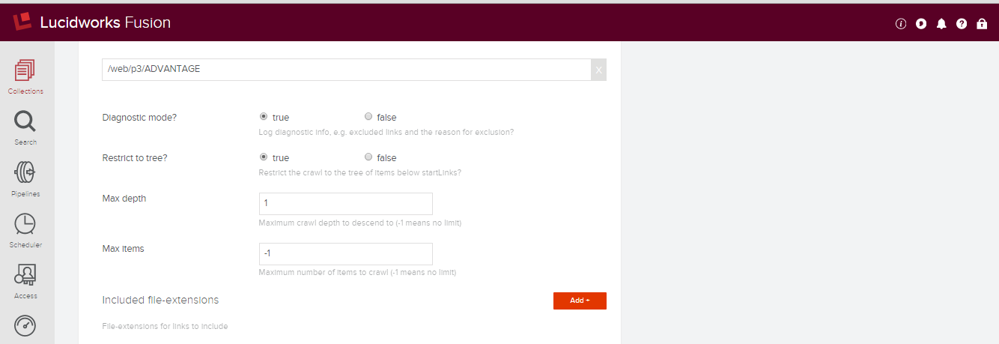 Lucidworks Fusion
/web/p3/ADVANTAGE
X
Collections
Diagnostic mode?
true
false
Log diagnostic info, e.g. excluded links and the reason for exclusion?
Search
Restrict to tree?
true
false
Restrict the crawl to the tree of items below startLinks?
Pipelines
Max depth
1
Maximum crawl depth to descend to (-1 means no limit)
Scheduler
Max items
-1
Maximum number of items to crawl (-1 means no limit)
Access
Included file-extensions
Add +
File-extensions for links to include